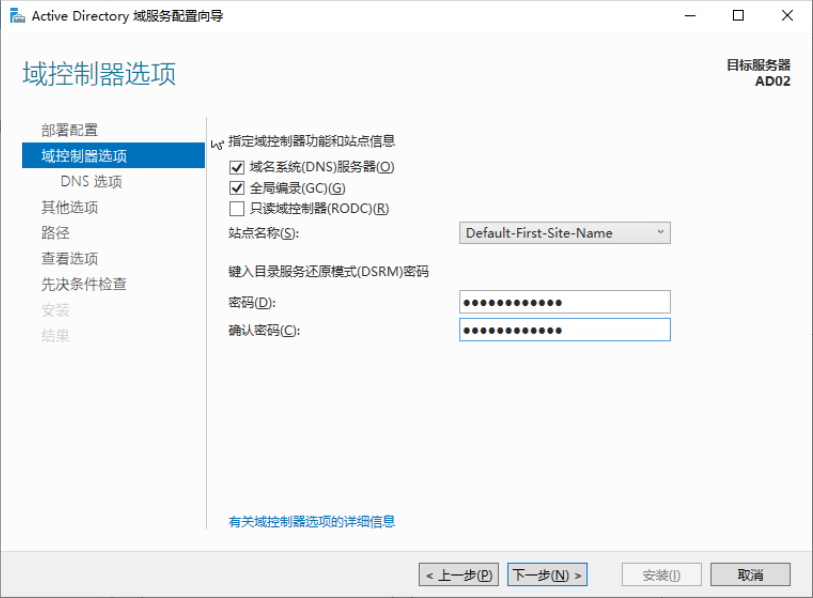 Active Directory 域服务配置向导
域控制器选项
目标服务器
AD02
部署配置
域控制器选项
DNS 选项
其他选项
路径
查看选项
先决条件检查
安装
结果
指定域控制器功能和站点信息
域名系统(DNS)服务器(O)
全局编录(GC)(G)
只读域控制器(RODC)(R)
站点名称(S): Default-First-Site-Name
键入目录服务还原模式(DSRM)密码
密码(D): ●●●●●●●●●●●●
确认密码(C): ●●●●●●●●●●●●
有关域控制器选项的详细信息
< 上一步(P) 下一步(N) > 安装(I) 取消